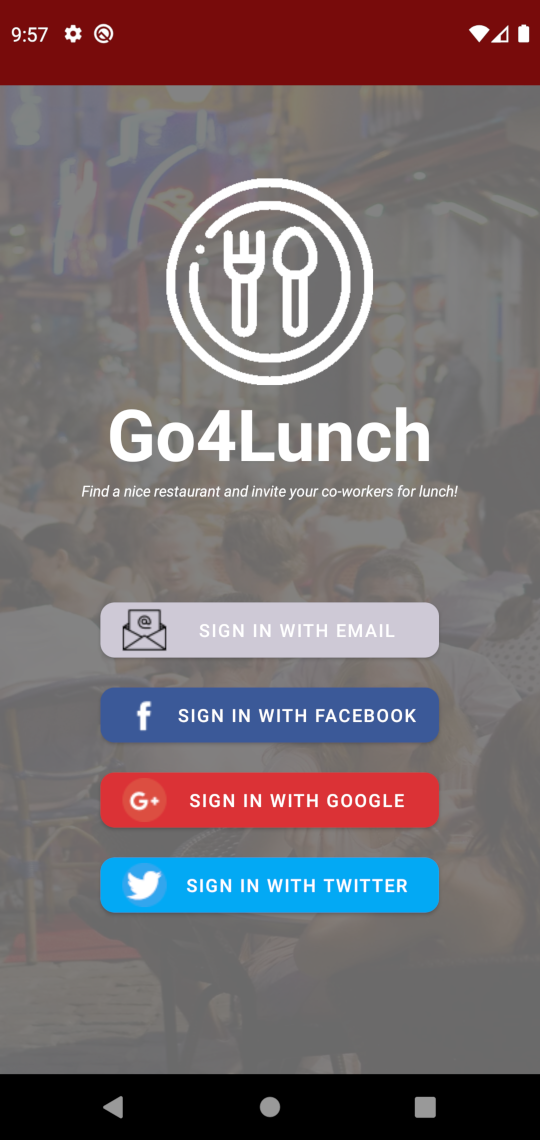 9:57
Go4Lunch
Find a nice restaurant and invite your co-workers for lunch!
@ SIGN IN WITH EMAIL
f SIGN IN WITH FACEBOOK
G+ SIGN IN WITH GOOGLE
SIGN IN WITH TWITTER